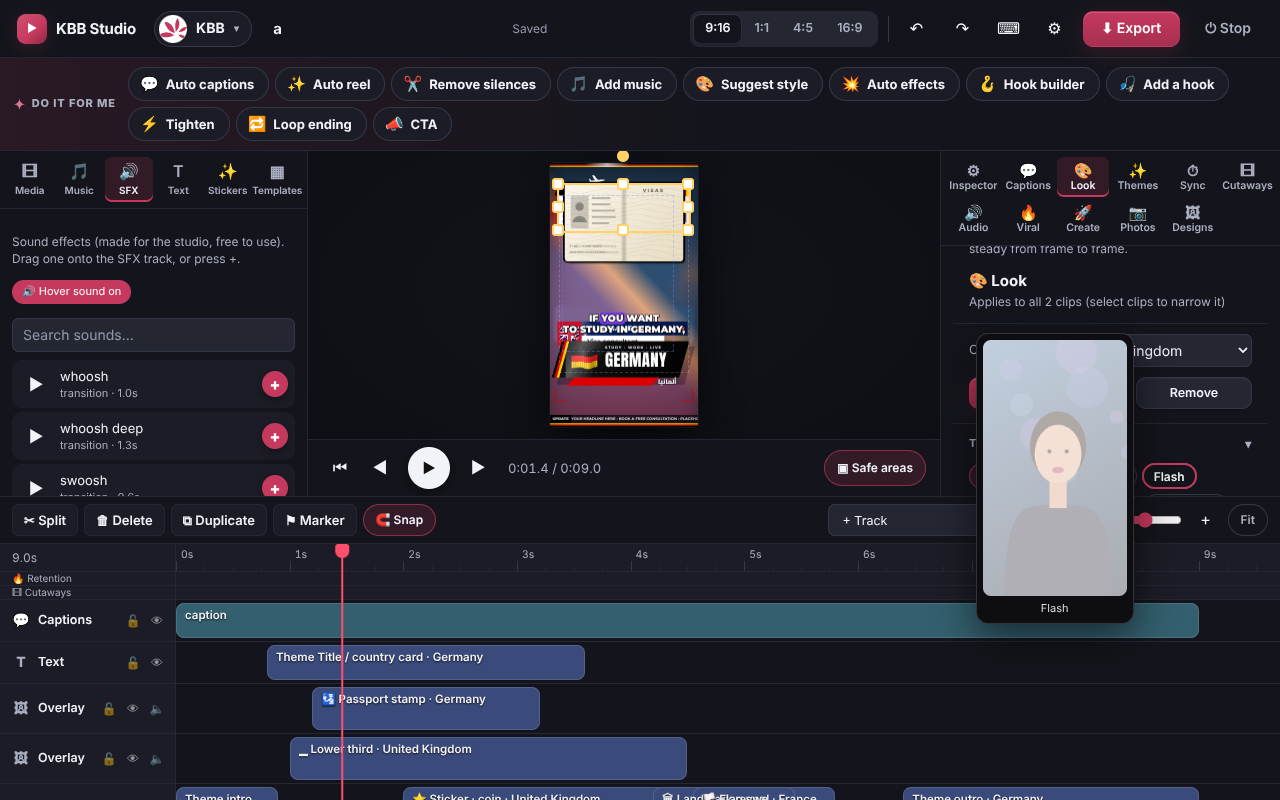 KBB Studio
KBB
a
Saved
9:16
1:1
4:5
16:9
Export
Stop
DO IT FOR ME
Auto captions
Auto reel
Remove silences
Add music
Suggest style
Auto effects
Hook builder
Add a hook
Tighten
Loop ending
CTA
Media
Music
SFX
Text
Stickers
Templates
Sound effects (made for the studio, free to use).
Drag one onto the SFX track, or press +.
Hover sound on
Search sounds...
whoosh
transition · 1.0s
whoosh deep
transition · 1.3s
swoosh
VISAS
IF YOU WANT
TO STUDY IN GERMANY,
STUDY · WORK · LIVE
GERMANY
ألمانيا
UPDATE YOUR HEADLINE HERE · BOOK A FREE CONSULTATION ·
0:01.4 / 0:09.0
Safe areas
Inspector
Captions
Look
Themes
Sync
Cutaways
Audio
Viral
Create
Photos
Designs
steady from frame to frame.
Look
Applies to all 2 clips (select clips to narrow it)
ingdom
Remove
Flash
Flash
Split
Delete
Duplicate
Marker
Snap
+ Track
+
Fit
9.0s
0s
1s
2s
3s
4s
5s
6s
9s
Retention
Cutaways
Captions
caption
Text
Theme Title / country card · Germany
Overlay
Passport stamp · Germany
Overlay
Lower third · United Kingdom
Theme intro
Sticker · coin · United Kingdom
France
Theme outro · Germany